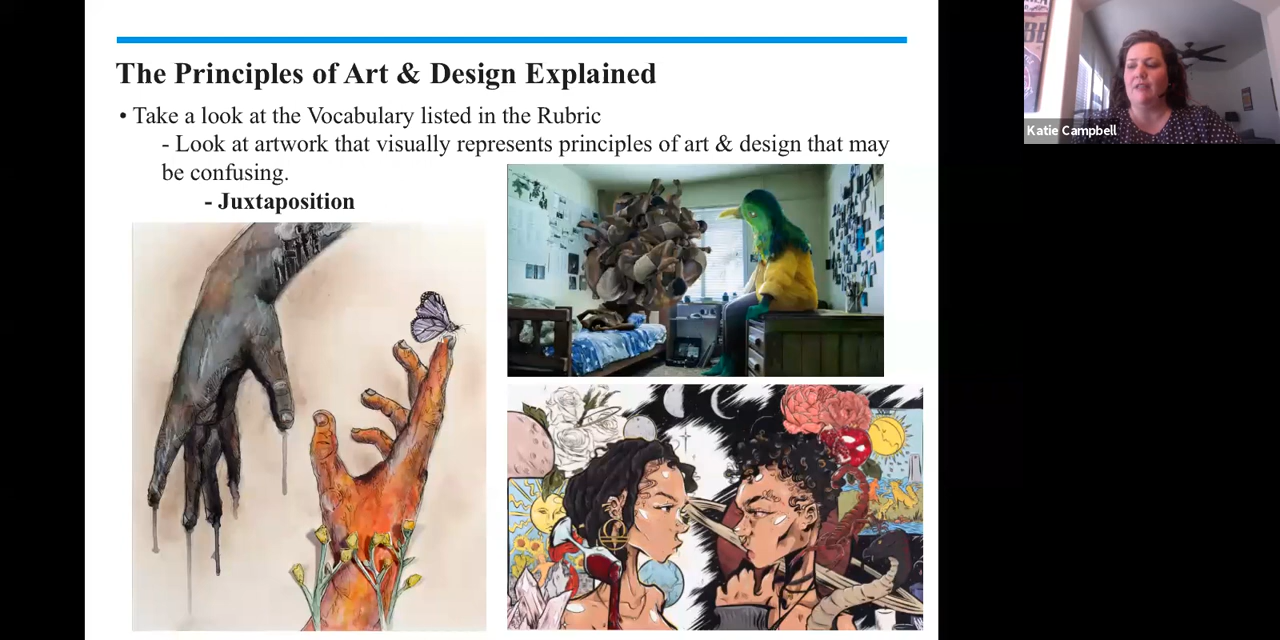 The Principles of Art & Design Explained
• Take a look at the Vocabulary listed in the Rubric
- Look at artwork that visually represents principles of art & design that may
be confusing.
- Juxtaposition
Katie Campbell